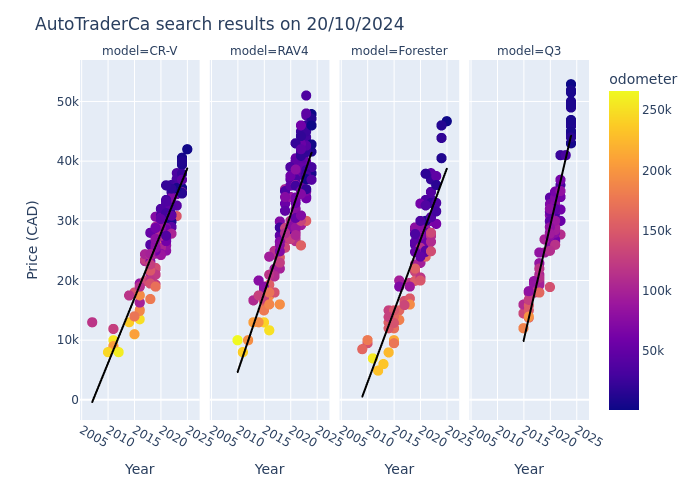 AutoTraderCa search results on 20/10/2024
model=CR-V model=RAV4 model=Forester model=Q3
odometer
250k
200k
150k
100k
50k
Price (CAD)
50k
40k
30k
20k
10k
0
2005 2010 2015 2020 2025 2005 2010 2015 2020 2025 2005 2010 2015 2020 2025 2005 2010 2015 2020 2025
Year Year Year Year